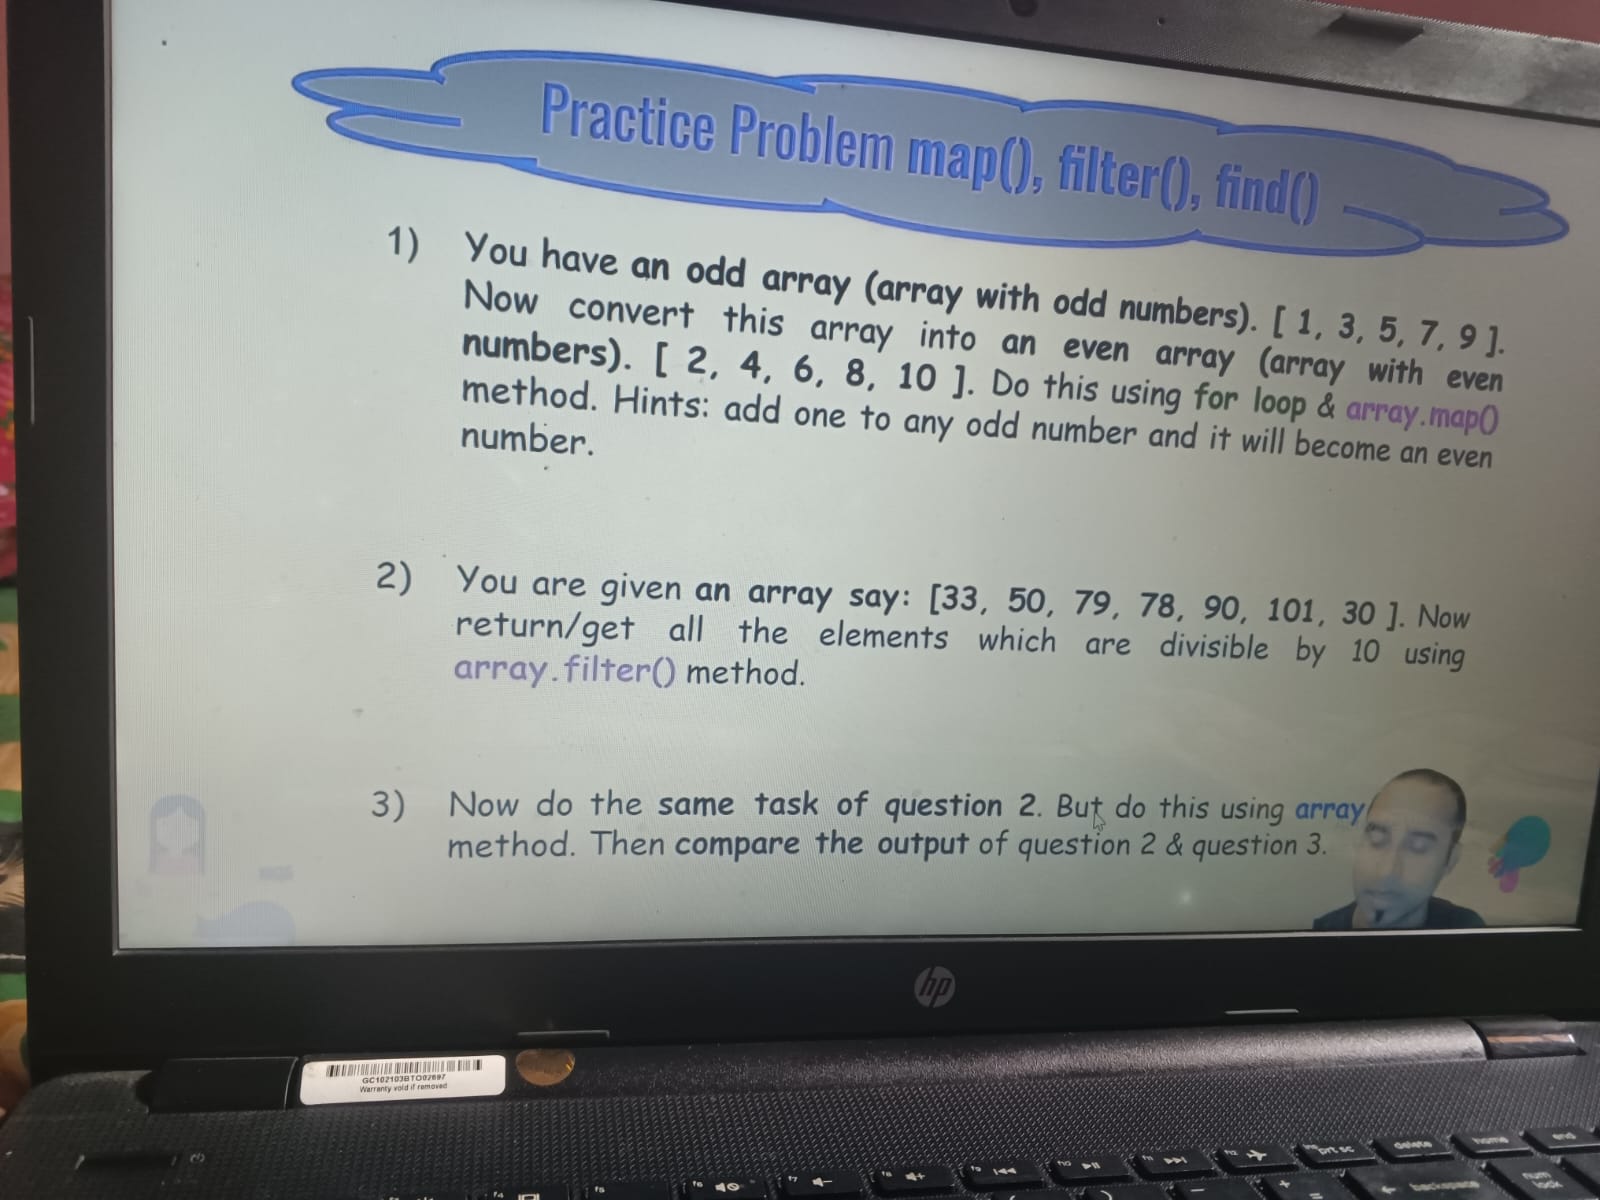 Practice Problem map(), filter(), find()
1) You have an odd array (array with odd numbers). [ 1, 3, 5, 7, 9 ].
Now convert this array into an even array (array with even
numbers). [ 2, 4, 6, 8, 10 ]. Do this using for loop & array.map()
method. Hints: add one to any odd number and it will become an even
number.
2) You are given an array say: [33, 50, 79, 78, 90, 101, 30 ]. Now
return/get all the elements which are divisible by 10 using
array.filter() method.
3) Now do the same task of question 2. But do this using array
method. Then compare the output of question 2 & question 3.
hp
GC102103BTO02697
Warranty void if removed
prt sc
delete
home
end
backspace
num
lock